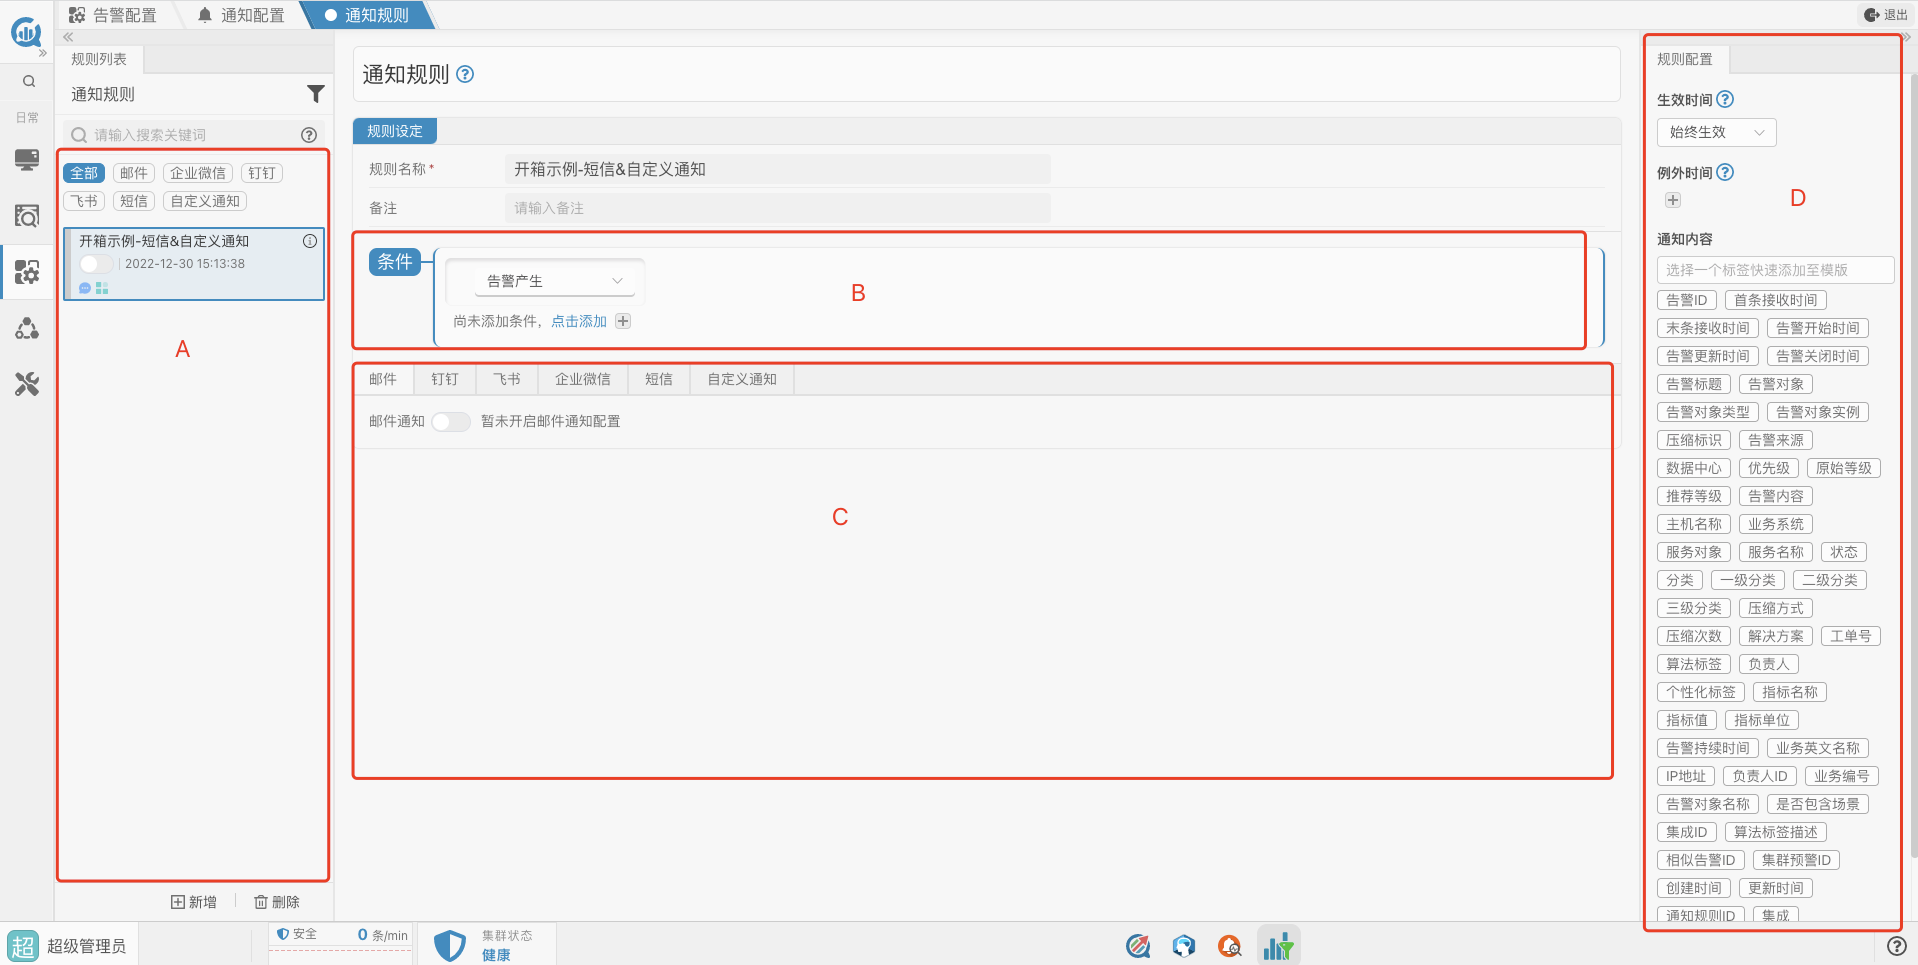 告警配置
通知配置
通知规则
退出
日常
规则列表
通知规则
请输入搜索关键词
全部 邮件 企业微信 钉钉
飞书 短信 自定义通知
开箱示例-短信&自定义通知
2022-12-30 15:13:38
A
新增
删除
通知规则
规则设定
规则名称*
开箱示例-短信&自定义通知
备注
请输入备注
条件
告警产生
尚未添加条件，点击添加
B
邮件 钉钉 飞书 企业微信 短信 自定义通知
邮件通知 暂未开启邮件通知配置
C
规则配置
生效时间
始终生效
例外时间
D
通知内容
选择一个标签快速添加至模版
告警ID 首条接收时间
末条接收时间 告警开始时间
告警更新时间 告警关闭时间
告警标题 告警对象
告警对象类型 告警对象实例
压缩标识 告警来源
数据中心 优先级 原始等级
推荐等级 告警内容
主机名称 业务系统
服务对象 服务名称 状态
分类 一级分类 二级分类
三级分类 压缩方式
压缩次数 解决方案 工单号
算法标签 负责人
个性化标签 指标名称
指标值 指标单位
告警持续时间 业务英文名称
IP地址 负责人ID 业务编号
告警对象名称 是否包含场景
集成ID 算法标签描述
相似告警ID 集群预警ID
创建时间 更新时间
通知规则ID 集成
超 超级管理员
安全 0 条/min
集群状态
健康